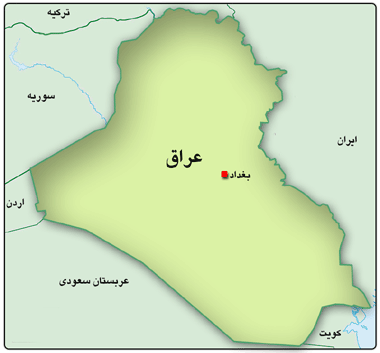 ترکیه
سوریه
ایران
عراق
بغداد
اردن
عربستان سعودی
کویت